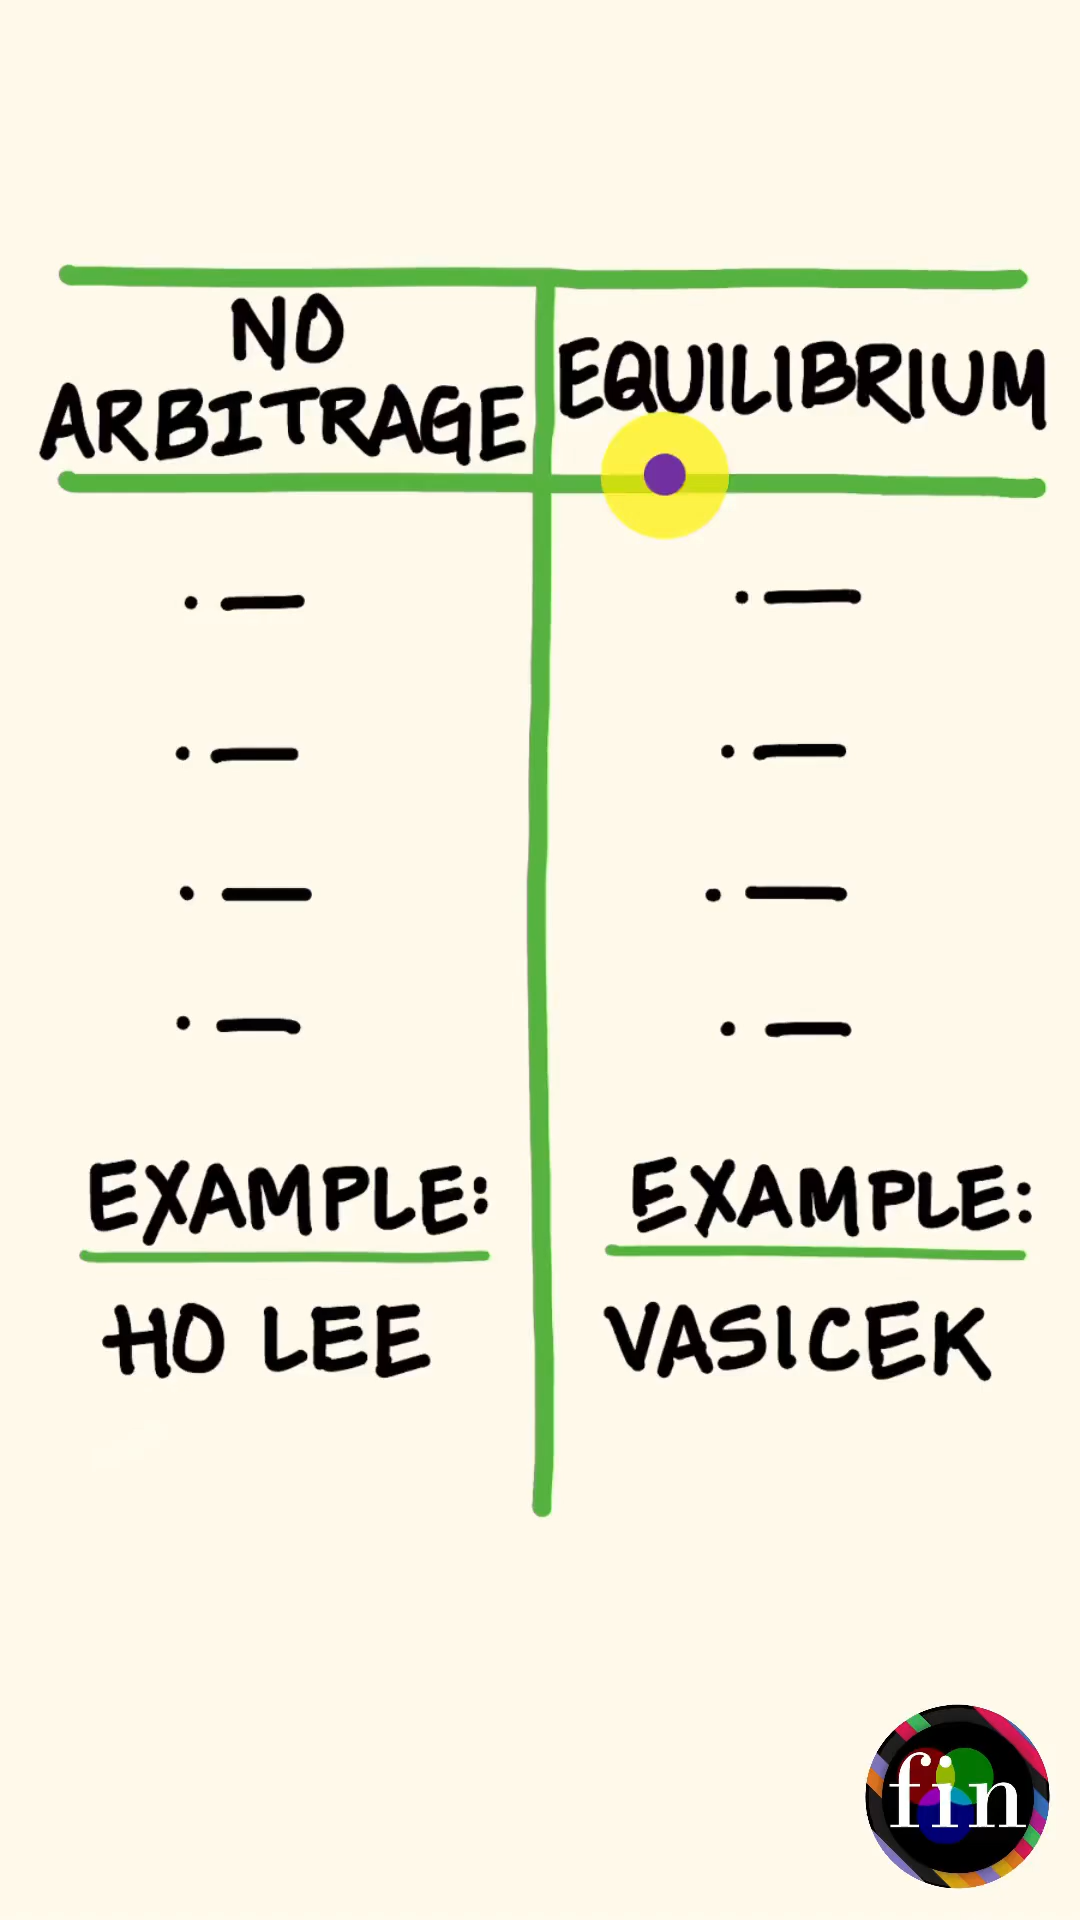 NO
ARBITRAGE
EQUILIBRIUM
· —
· —
· —
· —
· —
· —
· —
· —
EXAMPLE:
EXAMPLE:
HO LEE
VASICEK
fin